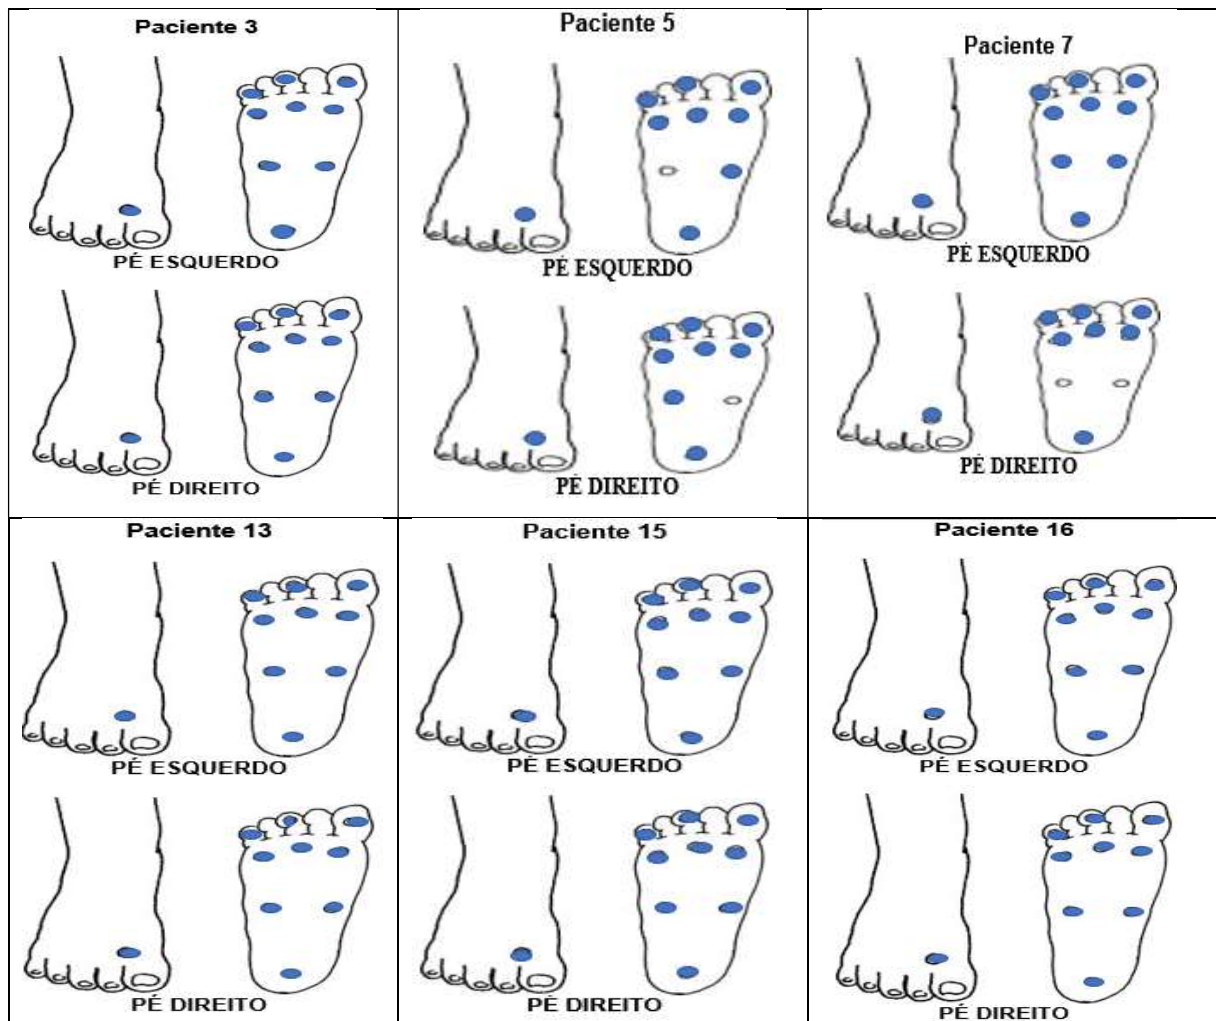 Paciente 3
PÉ ESQUERDO
PÉ DIREITO
Paciente 5
PÉ ESQUERDO
PÉ DIREITO
Paciente 7
PÉ ESQUERDO
PÉ DIREITO
Paciente 13
PÉ ESQUERDO
PÉ DIREITO
Paciente 15
PÉ ESQUERDO
PÉ DIREITO
Paciente 16
PÉ ESQUERDO
PÉ DIREITO